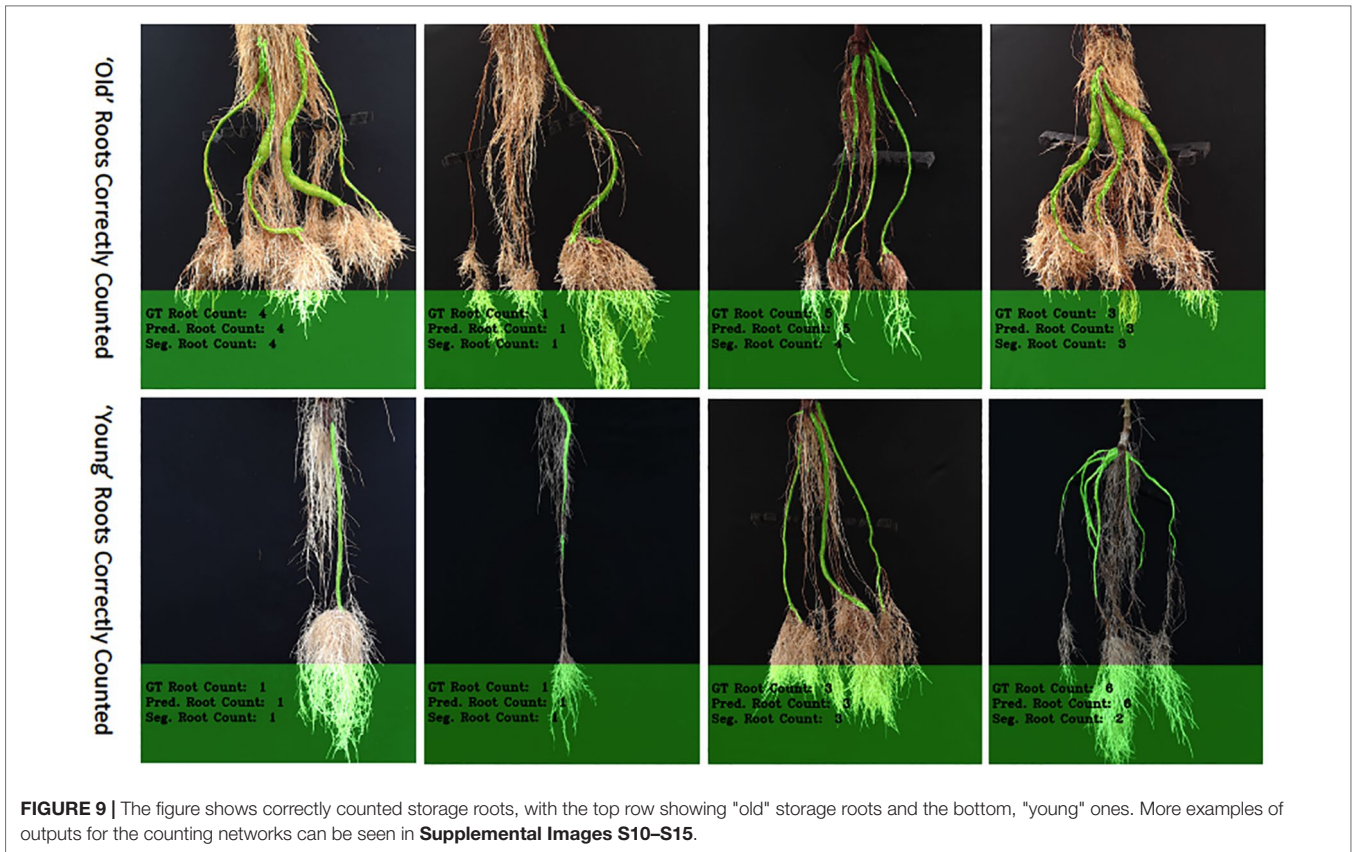 'Old' Roots Correctly Counted
GT Root Count: 4
Pred. Root Count: 4
Seg. Root Count: 4
GT Root Count: 1
Pred. Root Count: 1
Seg. Root Count: 1
GT Root Count: 5
Pred. Root Count: 5
Seg. Root Count: 4
GT Root Count: 3
Pred. Root Count: 3
Seg. Root Count: 3
'Young' Roots Correctly Counted
GT Root Count: 1
Pred. Root Count: 1
Seg. Root Count: 1
GT Root Count: 1
Pred. Root Count: 1
Seg. Root Count: 1
GT Root Count: 3
Pred. Root Count: 3
Seg. Root Count: 3
GT Root Count: 6
Pred. Root Count: 6
Seg. Root Count: 2
FIGURE 9 | The figure shows correctly counted storage roots, with the top row showing "old" storage roots and the bottom, "young" ones. More examples of
outputs for the counting networks can be seen in Supplemental Images S10–S15.